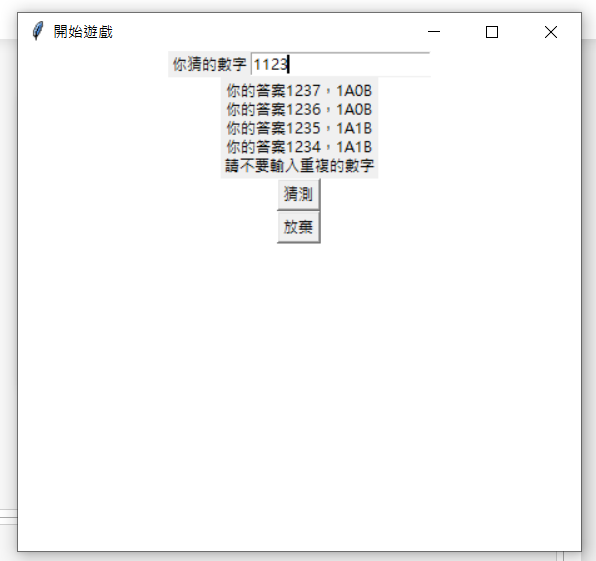 開始遊戲
你猜的數字 1123
你的答案1237，1A0B
你的答案1236，1A0B
你的答案1235，1A1B
你的答案1234，1A1B
請不要輸入重複的數字
猜測
放棄